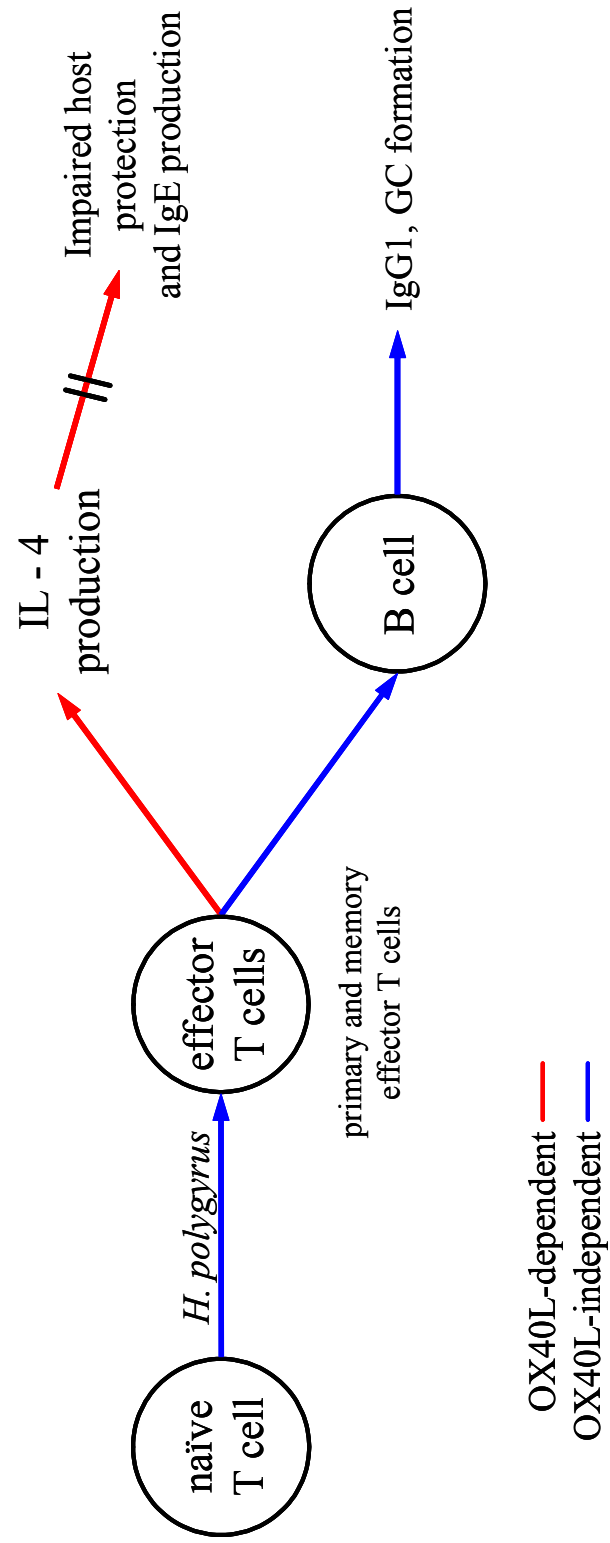 naïve
T cell
H. polygyrus
effector
T cells
primary and memory
effector T cells
IL - 4
production
Impaired host
protection
and IgE production
B cell
IgG1, GC formation
OX40L-dependent
OX40L-independent